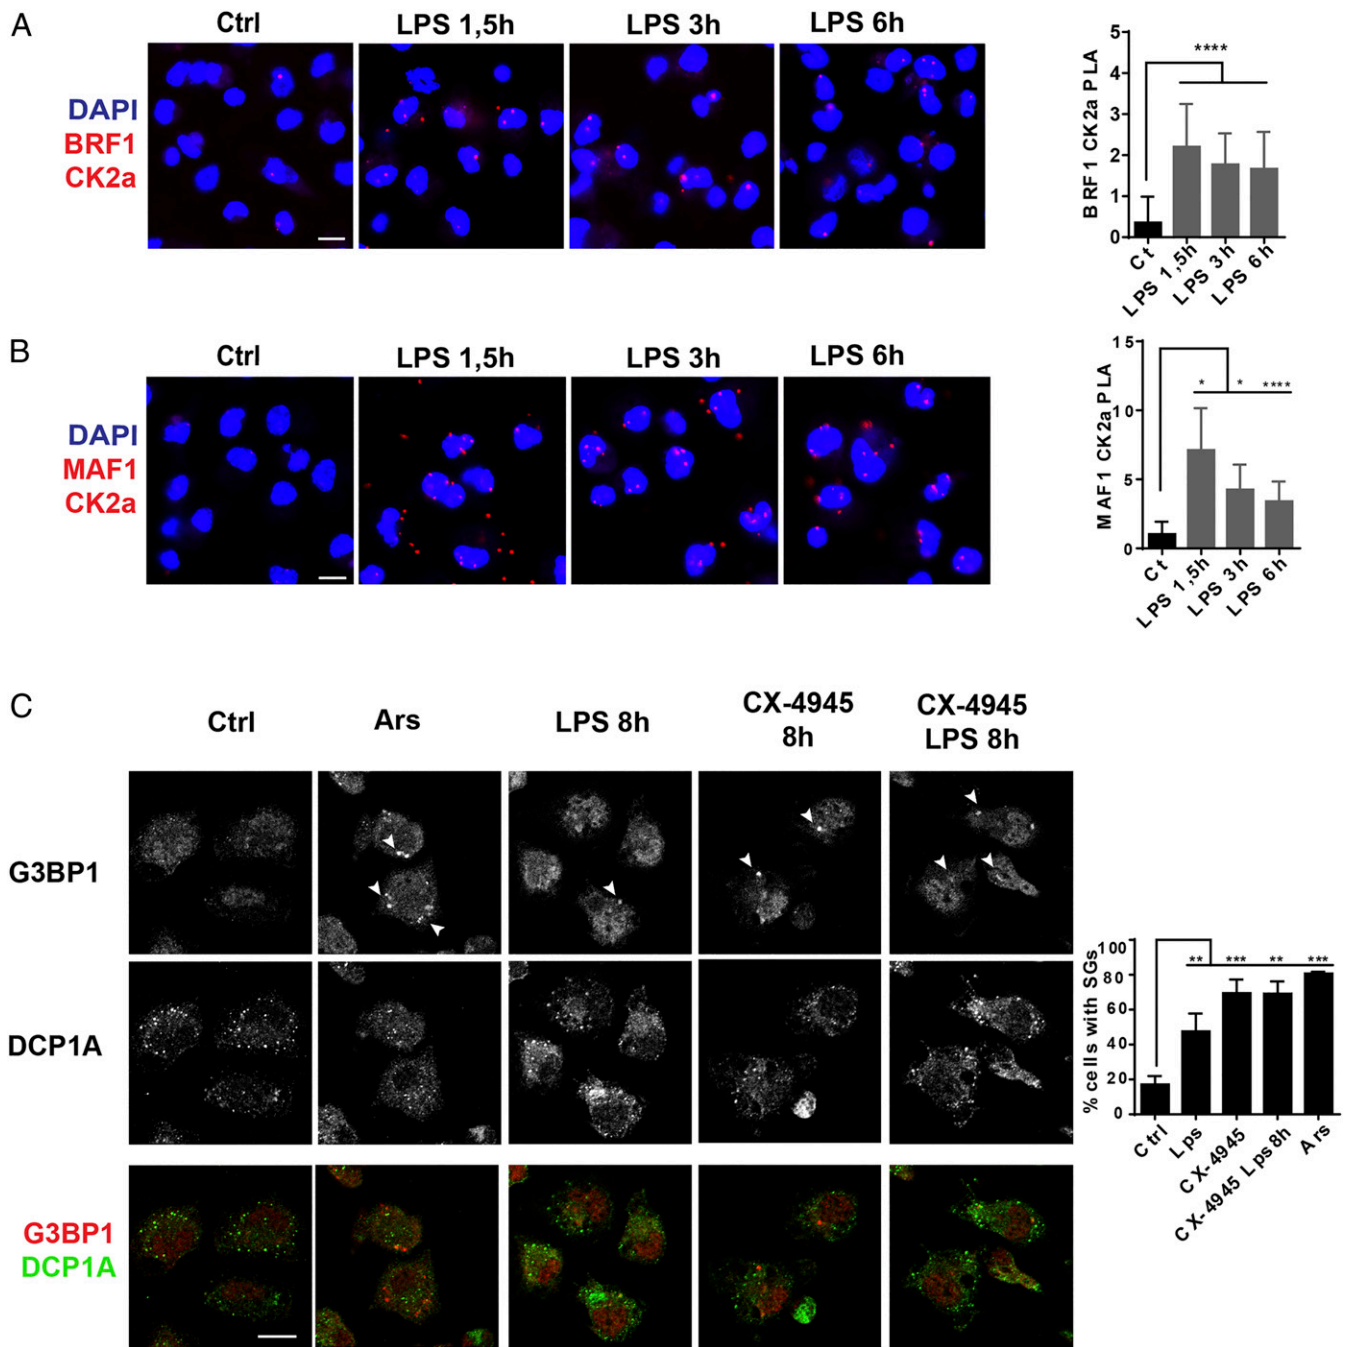 A
Ctrl
LPS 1,5h
LPS 3h
LPS 6h
DAPI
BRF1
CK2a
BRF1 CK2a PLA
5
4
3
2
1
0
****
Ct
LPS 1,5h
LPS 3h
LPS 6h
B
Ctrl
LPS 1,5h
LPS 3h
LPS 6h
DAPI
MAF1
CK2a
MAF1 CK2a PLA
15
10
5
0
* * ****
Ct
LPS 1,5h
LPS 3h
LPS 6h
C
Ctrl
Ars
LPS 8h
CX-4945
8h
CX-4945
LPS 8h
G3BP1
DCP1A
G3BP1
DCP1A
% cells with SGs
100
80
60
40
20
0
** *** ** ***
Ctrl
Lps
CX-4945
CX-4945 Lps8h
Ars